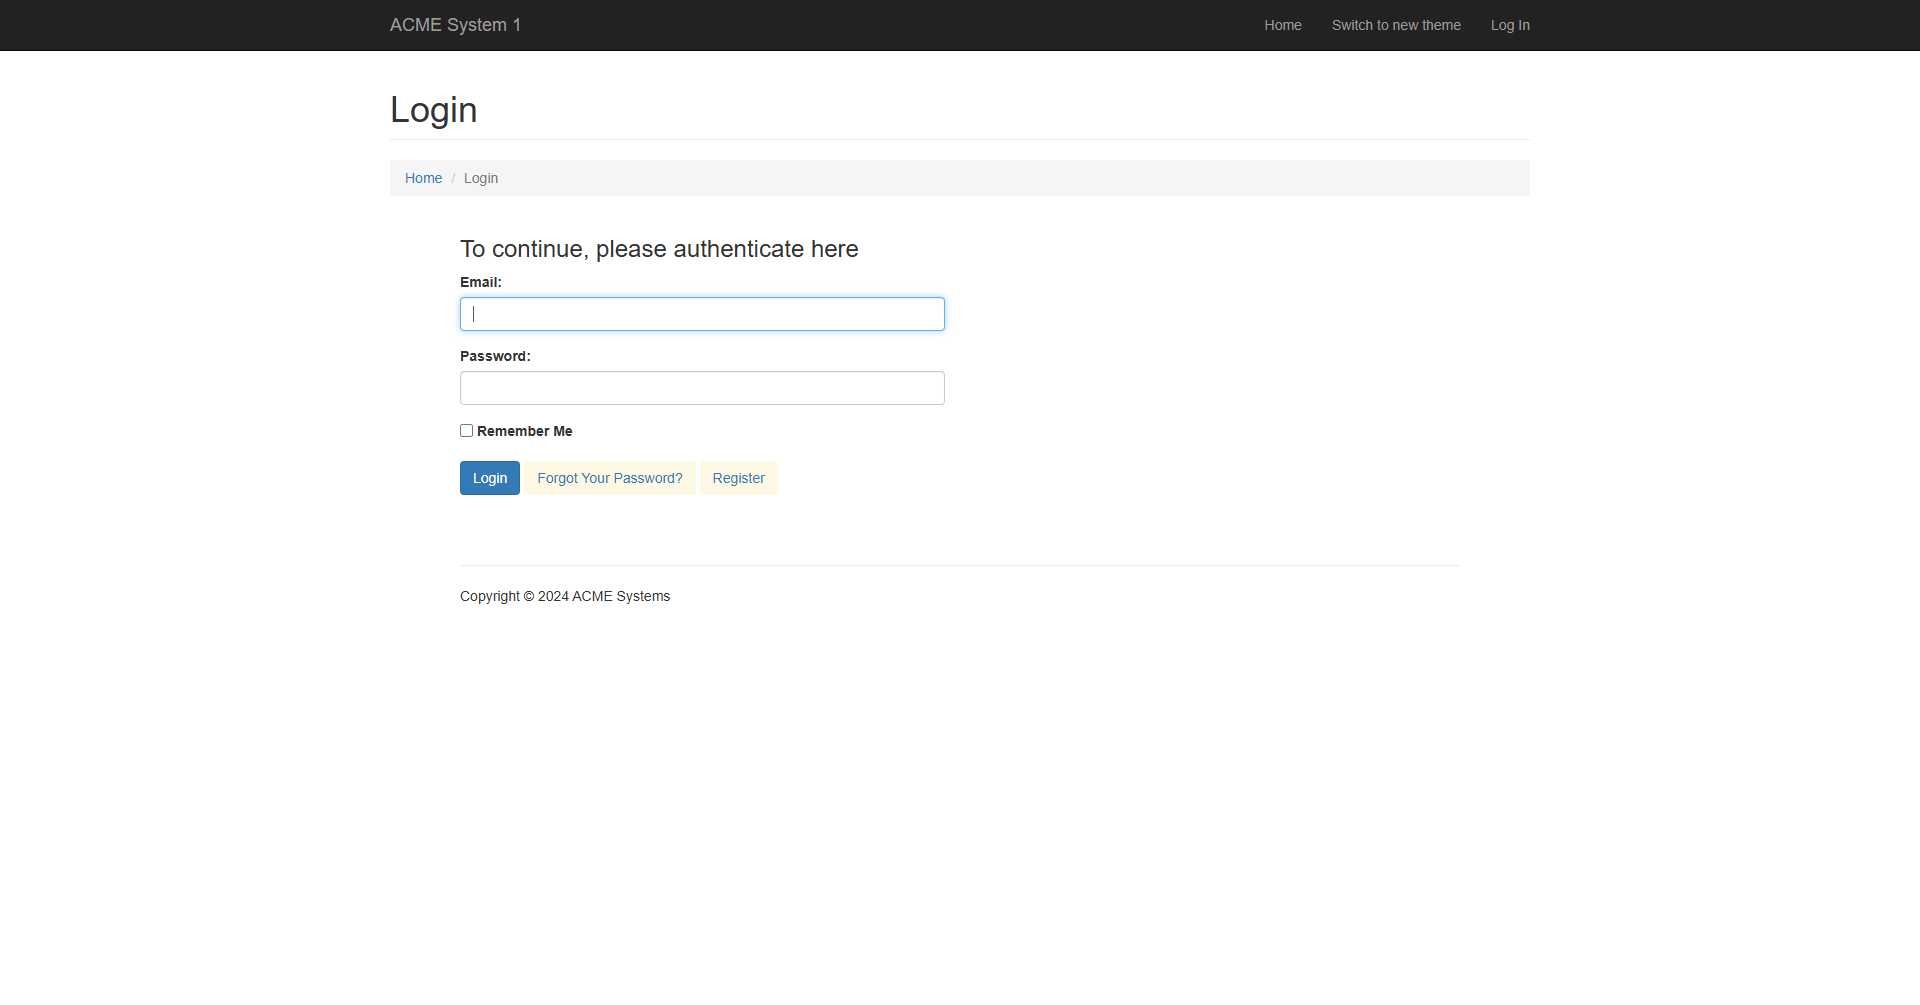 ACME System 1 Home Switch to new theme Log In
Login
Home / Login
To continue, please authenticate here
Email:
Password:
Remember Me
Login Forgot Your Password? Register
Copyright © 2024 ACME Systems